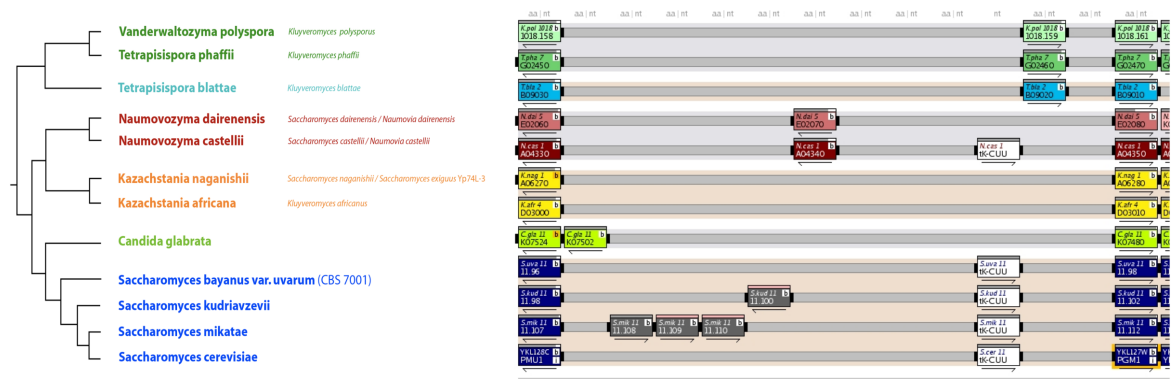 aa | nt aa | nt aa | nt aa | nt aa | nt aa | nt aa | nt aa | nt aa | nt aa | nt nt aa | nt aa | nt aa | nt
Vanderwaltozyma polyspora Kluyveromyces polysporus K.pol 1018 b 1018.158 K.pol 1018 b 1018.159 K.pol 1018 b 1018.161
Tetrapisispora phaffii Kluyveromyces phaffii T.pha 7 b G02450 T.pha 7 b G02460 T.pha 7 b G02470
Tetrapisispora blattae Kluyveromyces blattae T.bla 2 b B09030 T.bla 2 b B09020 T.bla 2 b B09010
Naumovozyma dairenensis Saccharomyces dairenensis / Naumovia dairenensis N.dai 5 b E02060 N.dai 5 b E02070 N.dai 5 b E02080
Naumovozyma castellii Saccharomyces castellii / Naumovia castellii N.cas 1 b A04330 N.cas 1 b A04340 N.cas 1 tK-CUU N.cas 1 b A04350
Kazachstania naganishii Saccharomyces naganishii / Saccharomyces exiguus Yp74L-3 K.nag 1 b A06270 K.nag 1 b A06280
Kazachstania africana Kluyveromyces africanus K.afr 4 b D03000 K.afr 4 b D03010
Candida glabrata C.gla 11 b K07524 C.gla 11 b K07502 C.gla 11 b K07480
Saccharomyces bayanus var. uvarum (CBS 7001) S.uva 11 b 11.96 S.uva 11 tK-CUU S.uva 11 b 11.98
Saccharomyces kudriavzevii S.kud 11 b 11.98 S.kud 11 b 11.100 S.kud 11 tK-CUU S.kud 11 b 11.102
Saccharomyces mikatae S.mik 11 b 11.107 S.mik 11 b 11.108 S.mik 11 b 11.109 S.mik 11 b 11.110 S.mik 11 tK-CUU S.mik 11 b 11.112
Saccharomyces cerevisiae YKL128C b PMU1 i S.cer 11 tK-CUU YKL127W b PGM1 i